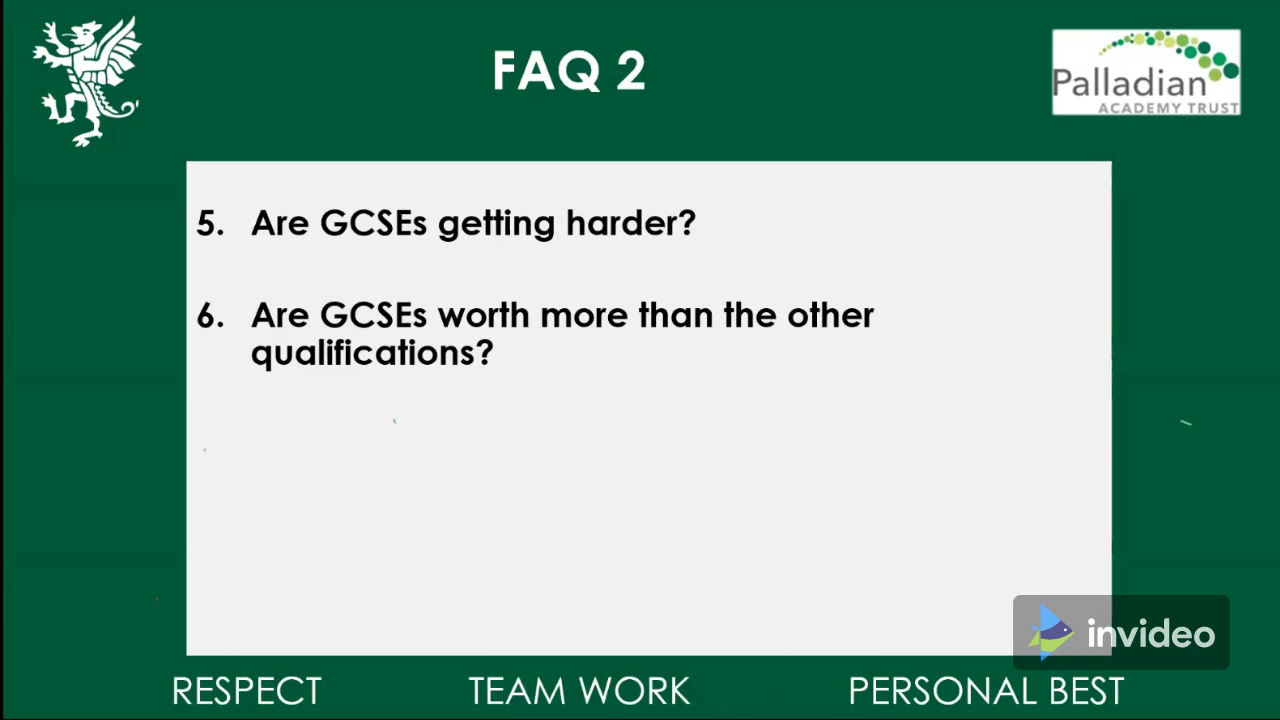 FAQ 2
Palladian
ACADEMY TRUST
5. Are GCSEs getting harder?
6. Are GCSEs worth more than the other
qualifications?
invideo
RESPECT TEAM WORK PERSONAL BEST